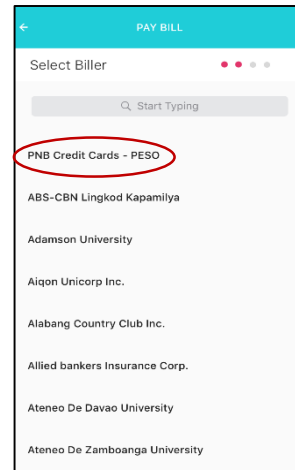 PAY BILL
Select Biller
Start Typing
PNB Credit Cards - PESO
ABS-CBN Lingkod Kapamilya
Adamson University
Aiqon Unicorp Inc.
Alabang Country Club Inc.
Allied bankers Insurance Corp.
Ateneo De Davao University
Ateneo De Zamboanga University